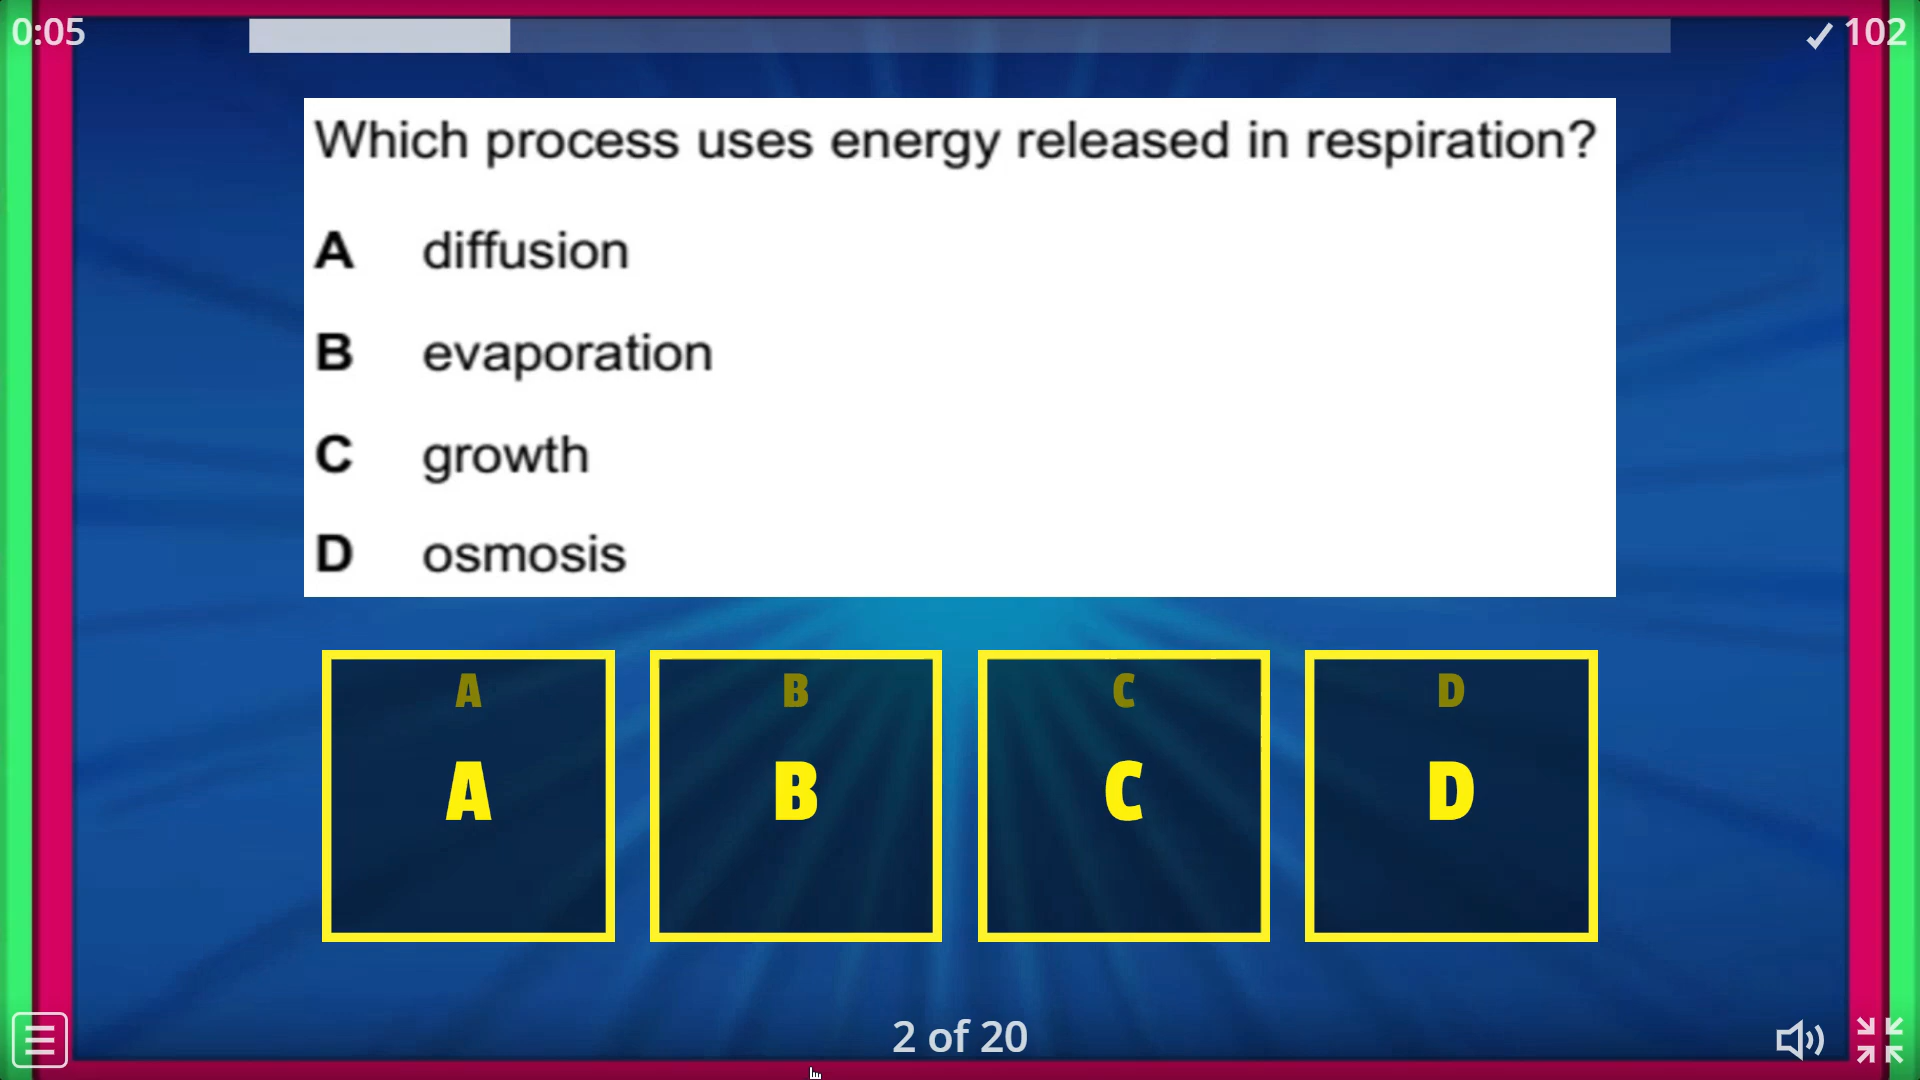 0:05
102
Which process uses energy released in respiration?
A diffusion
B evaporation
C growth
D osmosis
A B C D
A B C D
2 of 20